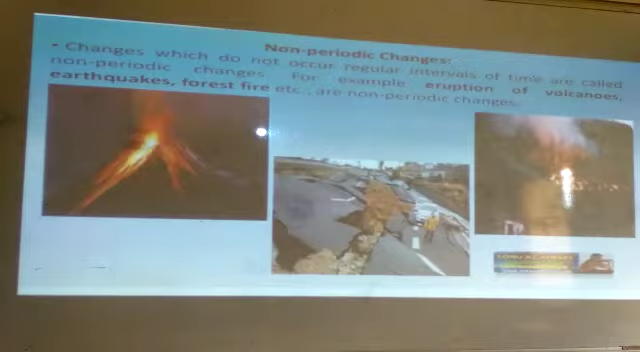 Non-periodic Changes:
• Changes which do not occur regular intervals of time are called
non-periodic changes. For example eruption of volcanoes,
earthquakes, forest fire etc., are non-periodic changes.